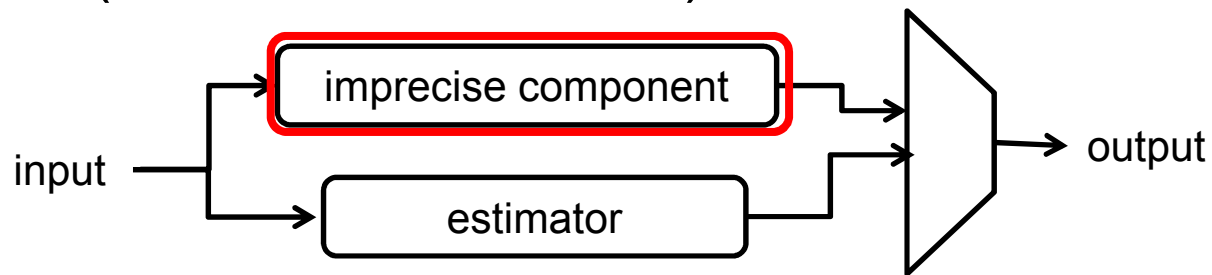 imprecise component
input
output
estimator